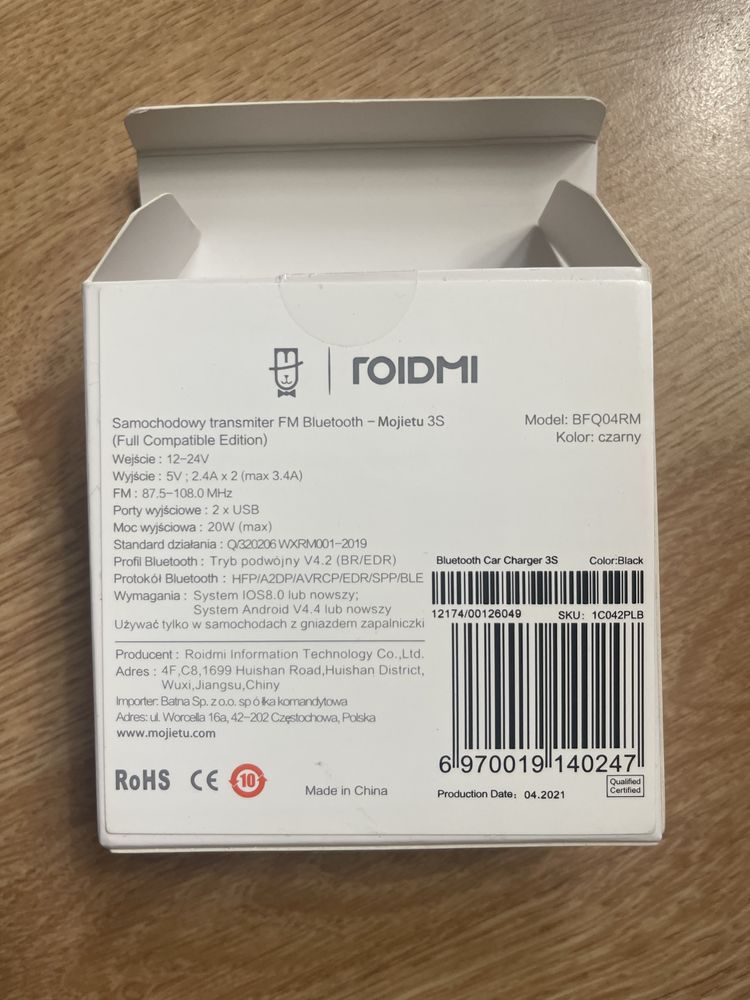 ROIDMI
Samochodowy transmiter FM Bluetooth – Mojietu 3S
(Full Compatible Edition)
Model: BFQ04RM
Kolor: czarny
Wejście : 12–24V
Wyjście : 5V ; 2.4A x 2 (max 3.4A)
FM : 87.5–108.0 MHz
Porty wyjściowe : 2 x USB
Moc wyjściowa : 20W (max)
Standard działania : Q/320206 WXRM001–2019
Profil Bluetooth : Tryb podwójny V4.2 (BR/EDR)
Protokół Bluetooth : HFP/A2DP/AVRCP/EDR/SPP/BLE
Wymagania : System IOS8.0 lub nowszy;
System Android V4.4 lub nowszy
Używać tylko w samochodach z gniazdem zapalniczki
Producent : Roidmi Information Technology Co.,Ltd.
Adres : 4F,C8,1699 Huishan Road,Huishan District,
Wuxi,Jiangsu,Chiny
Importer: Batna Sp. z o.o. spółka komandytowa
Adres: ul. Worcella 16a, 42–202 Częstochowa, Polska
www.mojietu.com
RoHS CE 10
Made in China
Bluetooth Car Charger 3S Color:Black
12174/00126049 SKU: 1C042PLB
6 970019 140247
Production Date: 04.2021
Qualified
Certified